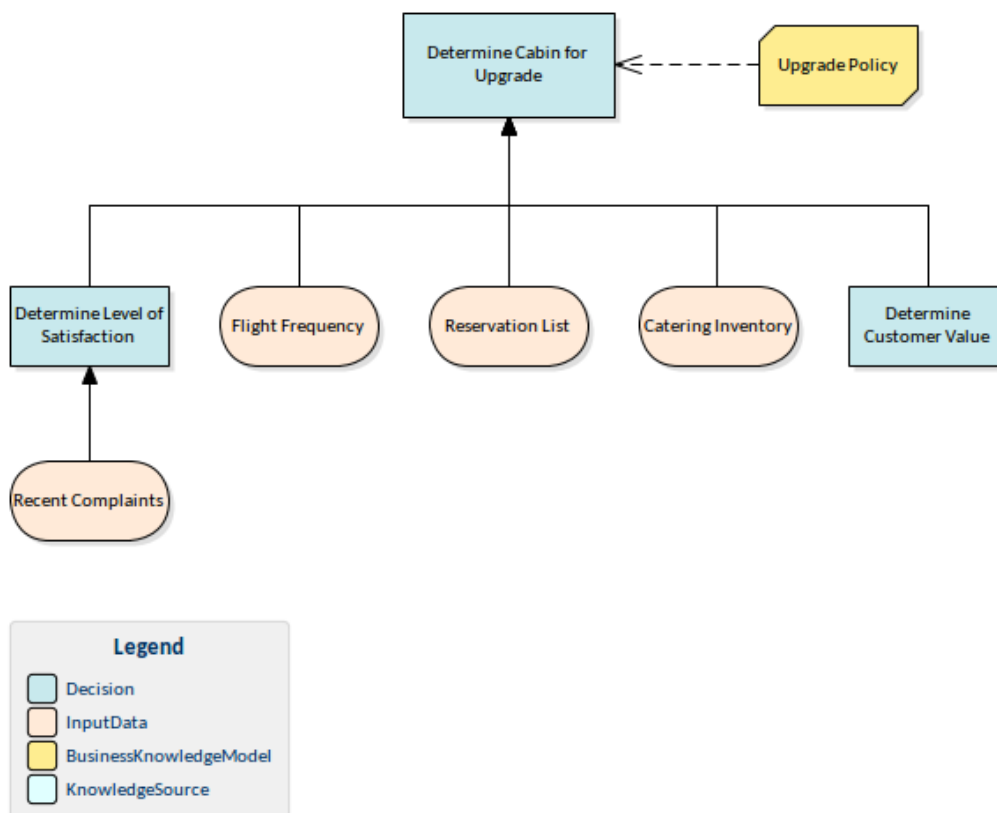 Determine Cabin for
Upgrade
Upgrade Policy
Determine Level of
Satisfaction
Flight Frequency
Reservation List
Catering Inventory
Determine
Customer Value
Recent Complaints
Legend
Decision
InputData
BusinessKnowledgeModel
KnowledgeSource